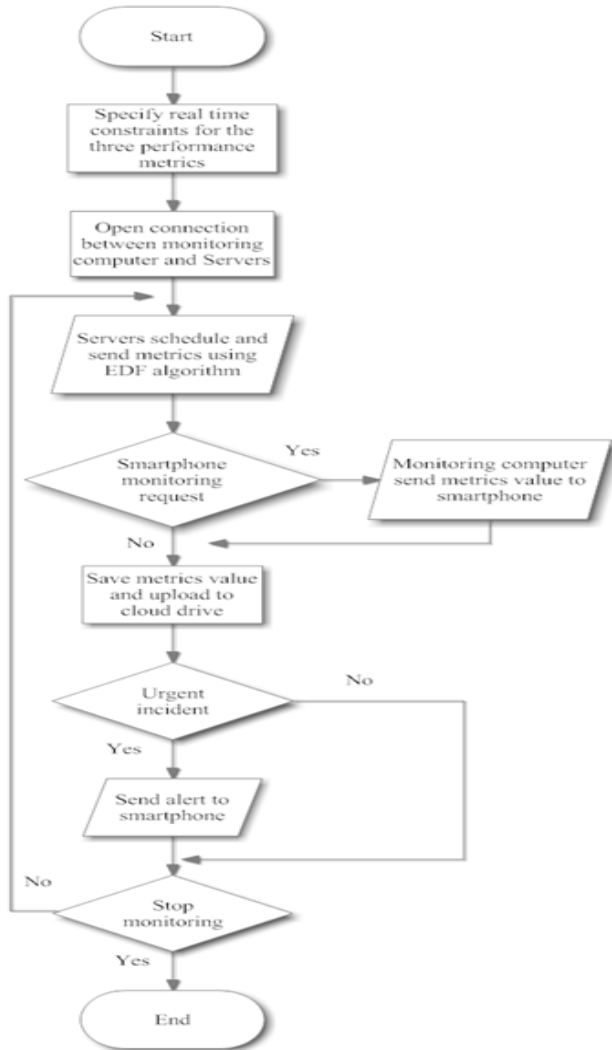 Start
Specify real time
constraints for the
three performance
metrics
Open connection
between monitoring
computer and Servers
Servers schedule and
send metrics using
EDF algorithm
Smartphone
monitoring
request
Yes
Monitoring computer
send metrics value to
smartphone
No
Save metrics value
and upload to
cloud drive
Urgent
incident
No
Yes
Send alert to
smartphone
No
Stop
monitoring
Yes
End